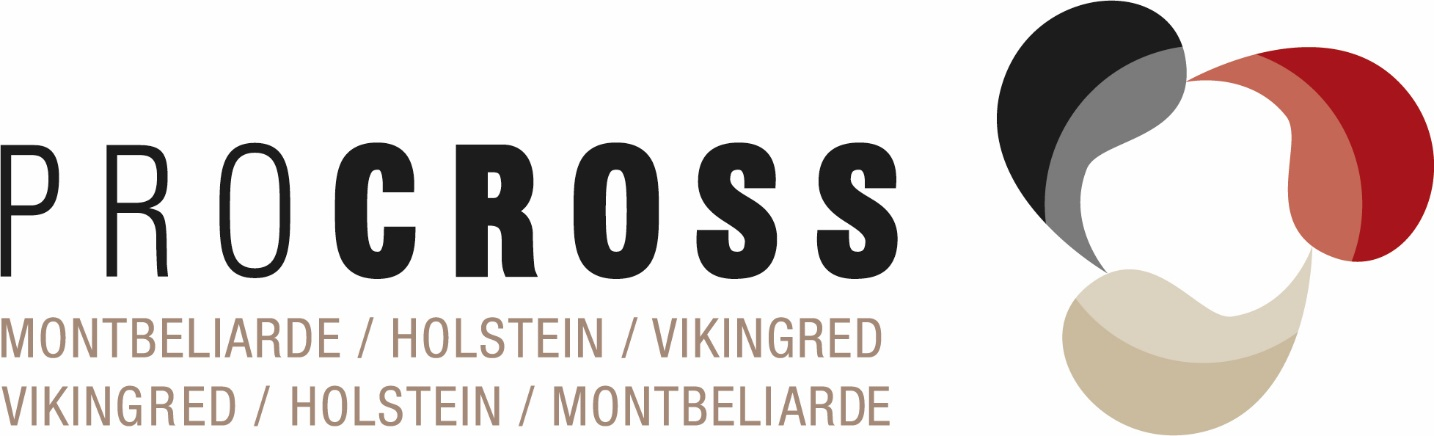 PROCROSS
MONTBELIARDE / HOLSTEIN / VIKINGRED
VIKINGRED / HOLSTEIN / MONTBELIARDE